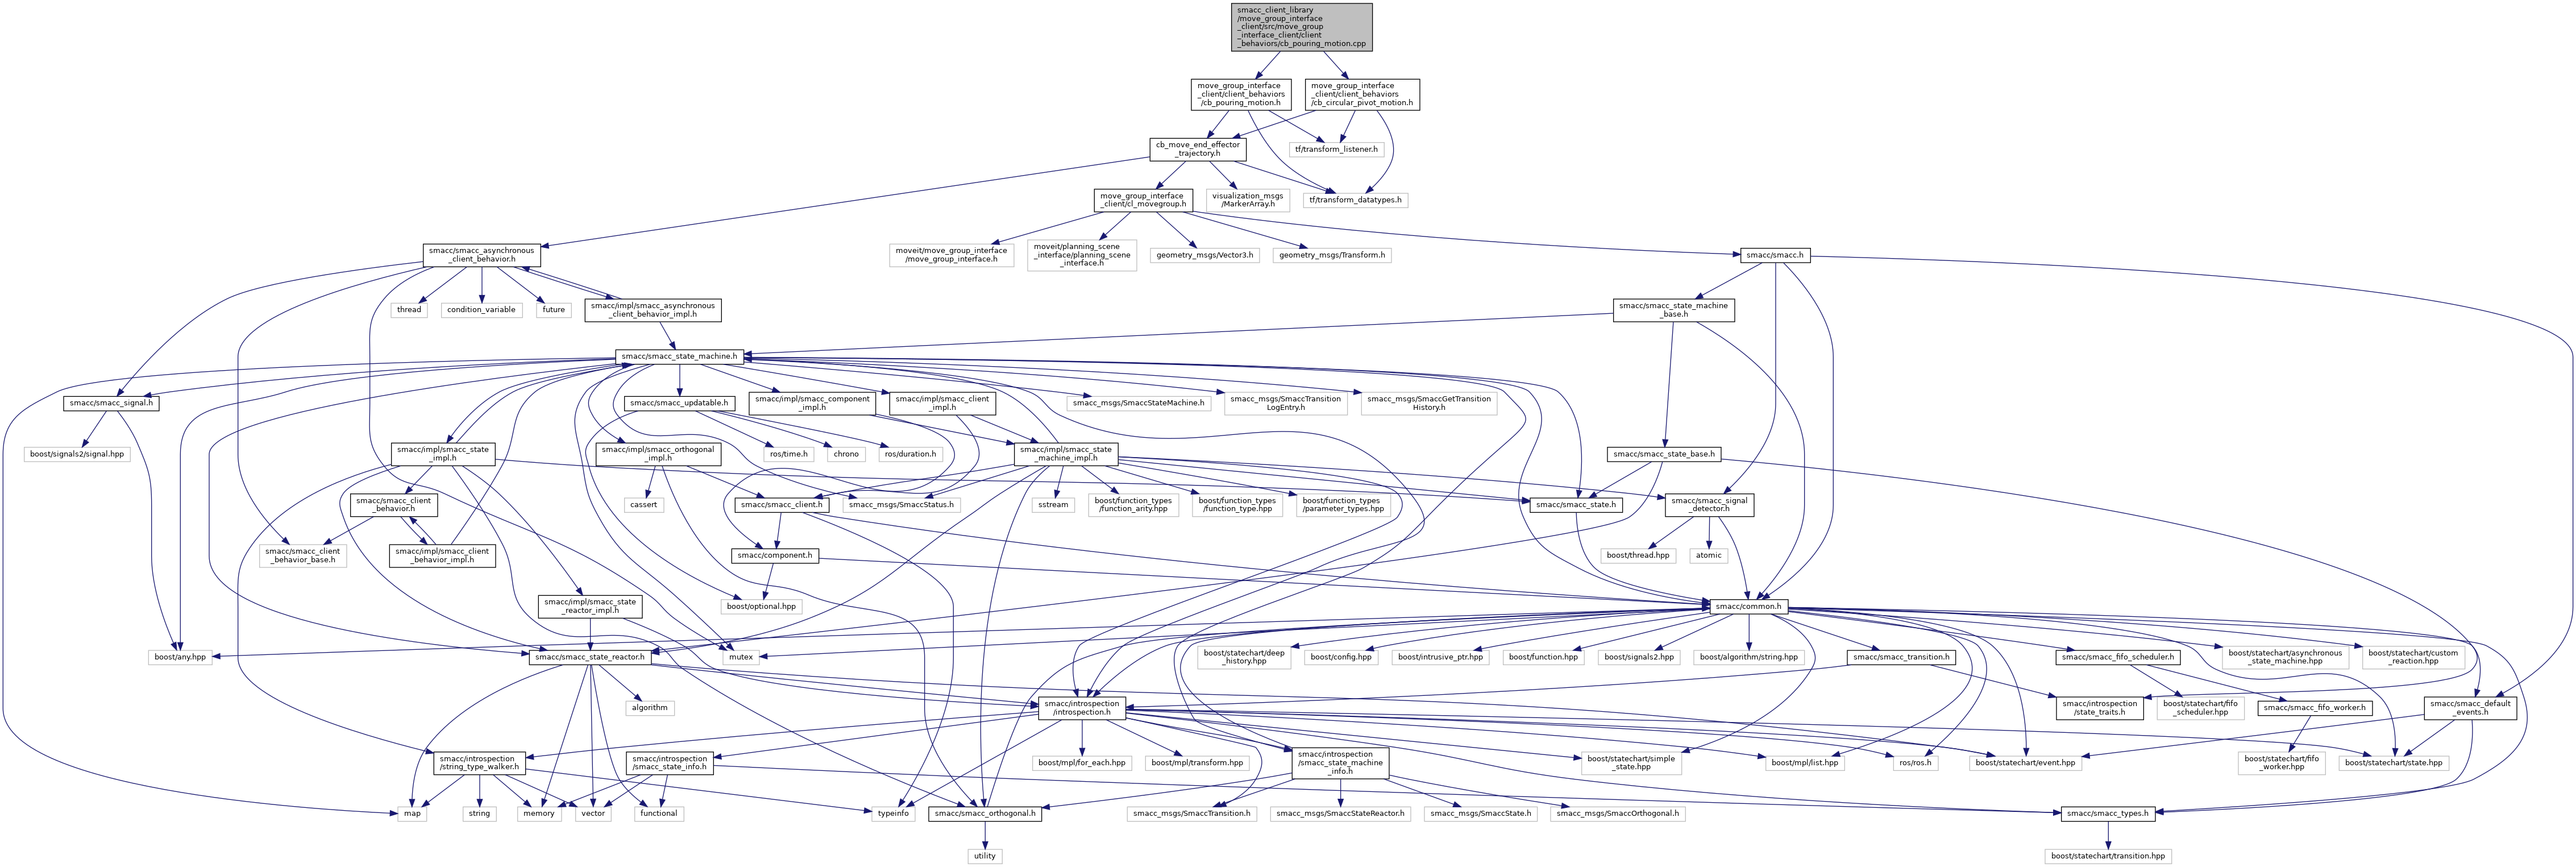 smacc_client_library
/move_group_interface
_client/src/move_group
_interface_client/client
_behaviors/cb_pouring_motion.cpp
move_group_interface
_client/client_behaviors
/cb_pouring_motion.h
move_group_interface
_client/client_behaviors
/cb_circular_pivot_motion.h
cb_move_end_effector
_trajectory.h
tf/transform_listener.h
move_group_interface
_client/cl_movegroup.h
visualization_msgs
/MarkerArray.h
tf/transform_datatypes.h
smacc/smacc_asynchronous
_client_behavior.h
moveit/move_group_interface
/move_group_interface.h
moveit/planning_scene
_interface/planning_scene
_interface.h
geometry_msgs/Vector3.h
geometry_msgs/Transform.h
smacc/smacc.h
thread
condition_variable
future
smacc/impl/smacc_asynchronous
_client_behavior_impl.h
smacc/smacc_state_machine
_base.h
smacc/smacc_state_machine.h
smacc/smacc_signal.h
smacc/smacc_updatable.h
smacc/impl/smacc_component
_impl.h
smacc/impl/smacc_client
_impl.h
smacc_msgs/SmaccStateMachine.h
smacc_msgs/SmaccTransition
LogEntry.h
smacc_msgs/SmaccGetTransition
History.h
boost/signals2/signal.hpp
smacc/impl/smacc_state
_impl.h
smacc/impl/smacc_orthogonal
_impl.h
ros/time.h
chrono
ros/duration.h
smacc/impl/smacc_state
_machine_impl.h
smacc/smacc_state_base.h
smacc/smacc_client
_behavior.h
cassert
smacc/smacc_client.h
smacc_msgs/SmaccStatus.h
sstream
boost/function_types
/function_arity.hpp
boost/function_types
/function_type.hpp
boost/function_types
/parameter_types.hpp
smacc/smacc_state.h
smacc/smacc_signal
_detector.h
smacc/smacc_client
_behavior_base.h
smacc/impl/smacc_client
_behavior_impl.h
smacc/component.h
boost/thread.hpp
atomic
smacc/impl/smacc_state
_reactor_impl.h
boost/optional.hpp
smacc/common.h
boost/any.hpp
smacc/smacc_state_reactor.h
mutex
boost/statechart/deep
_history.hpp
boost/config.hpp
boost/intrusive_ptr.hpp
boost/function.hpp
boost/signals2.hpp
boost/algorithm/string.hpp
smacc/smacc_transition.h
smacc/smacc_fifo_scheduler.h
boost/statechart/asynchronous
_state_machine.hpp
boost/statechart/custom
_reaction.hpp
algorithm
smacc/introspection
/introspection.h
smacc/introspection
/state_traits.h
boost/statechart/fifo
_scheduler.hpp
smacc/smacc_fifo_worker.h
smacc/smacc_default
_events.h
smacc/introspection
/string_type_walker.h
smacc/introspection
/smacc_state_info.h
boost/mpl/for_each.hpp
boost/mpl/transform.hpp
smacc/introspection
/smacc_state_machine
_info.h
boost/statechart/simple
_state.hpp
boost/mpl/list.hpp
ros/ros.h
boost/statechart/event.hpp
boost/statechart/fifo
_worker.hpp
boost/statechart/state.hpp
map
string
memory
vector
functional
typeinfo
smacc/smacc_orthogonal.h
smacc_msgs/SmaccTransition.h
smacc_msgs/SmaccStateReactor.h
smacc_msgs/SmaccState.h
smacc_msgs/SmaccOrthogonal.h
smacc/smacc_types.h
utility
boost/statechart/transition.hpp